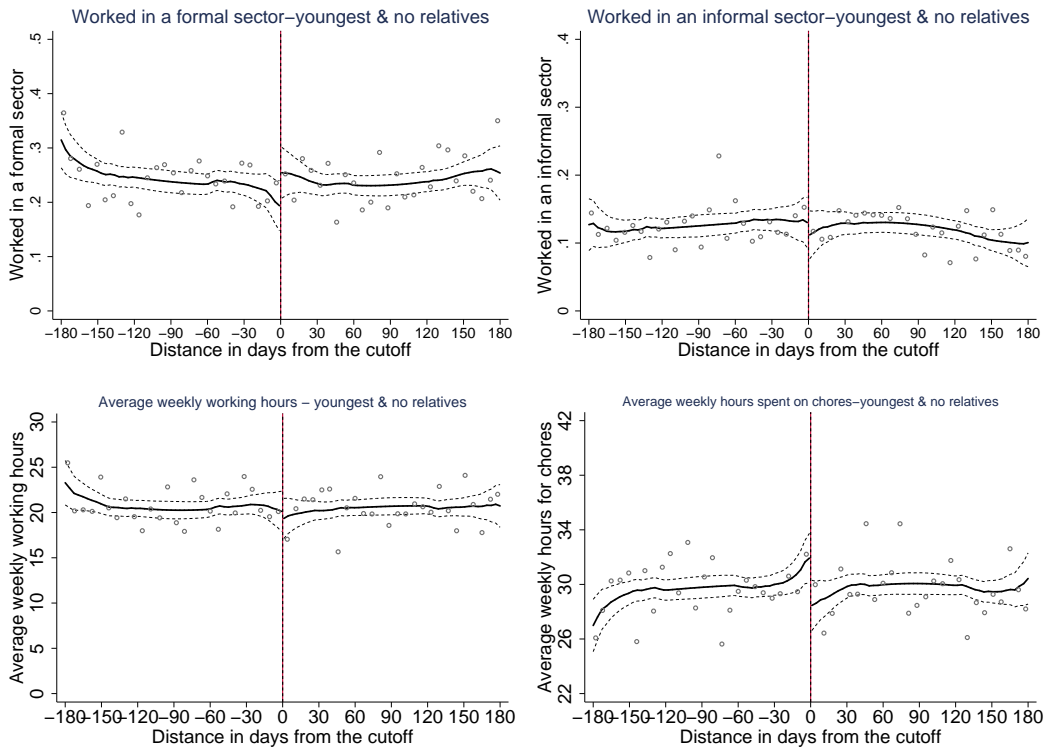 Worked in a formal sector−youngest & no relatives
Worked in a formal sector
.5
.4
.3
.2
.1
0
−180 −150 −120 −90 −60 −30 0 30 60 90 120 150 180
Distance in days from the cutoff
Worked in an informal sector−youngest & no relatives
Worked in an informal sector
.4
.3
.2
.1
0
−180 −150 −120 −90 −60 −30 0 30 60 90 120 150 180
Distance in days from the cutoff
Average weekly working hours − youngest & no relatives
Average weekly working hours
30
25
20
15
10
5
0
−180−150−120−90 −60 −30 0 30 60 90 120 150 180
Distance in days from the cutoff
Average weekly hours spent on chores−youngest & no relatives
Average weekly hours for chores
42
38
34
30
26
22
−180−150−120−90 −60 −30 0 30 60 90 120 150 180
Distance in days from the cutoff